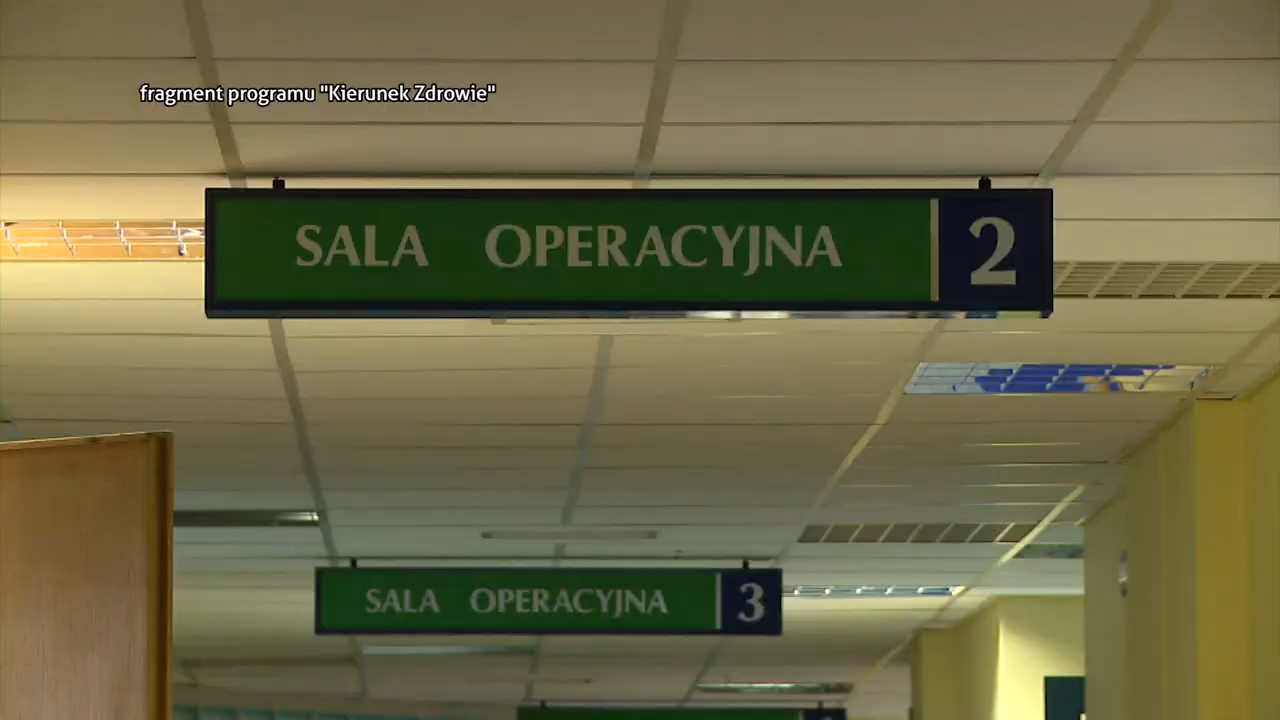 fragment programu "Kierunek Zdrowie"
SALA OPERACYJNA 2
SALA OPERACYJNA 3